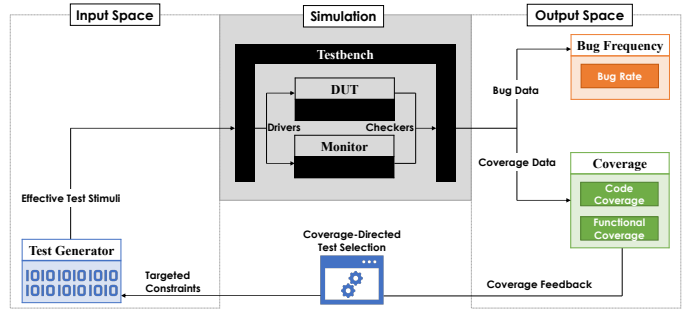 Input Space
Simulation
Output Space
Testbench
DUT
Drivers
Checkers
Monitor
Bug Frequency
Bug Rate
Bug Data
Coverage Data
Coverage
Code
Coverage
Functional
Coverage
Effective Test Stimuli
Test Generator
1010101010
1010101010
Targeted
Constraints
Coverage-Directed
Test Selection
Coverage Feedback